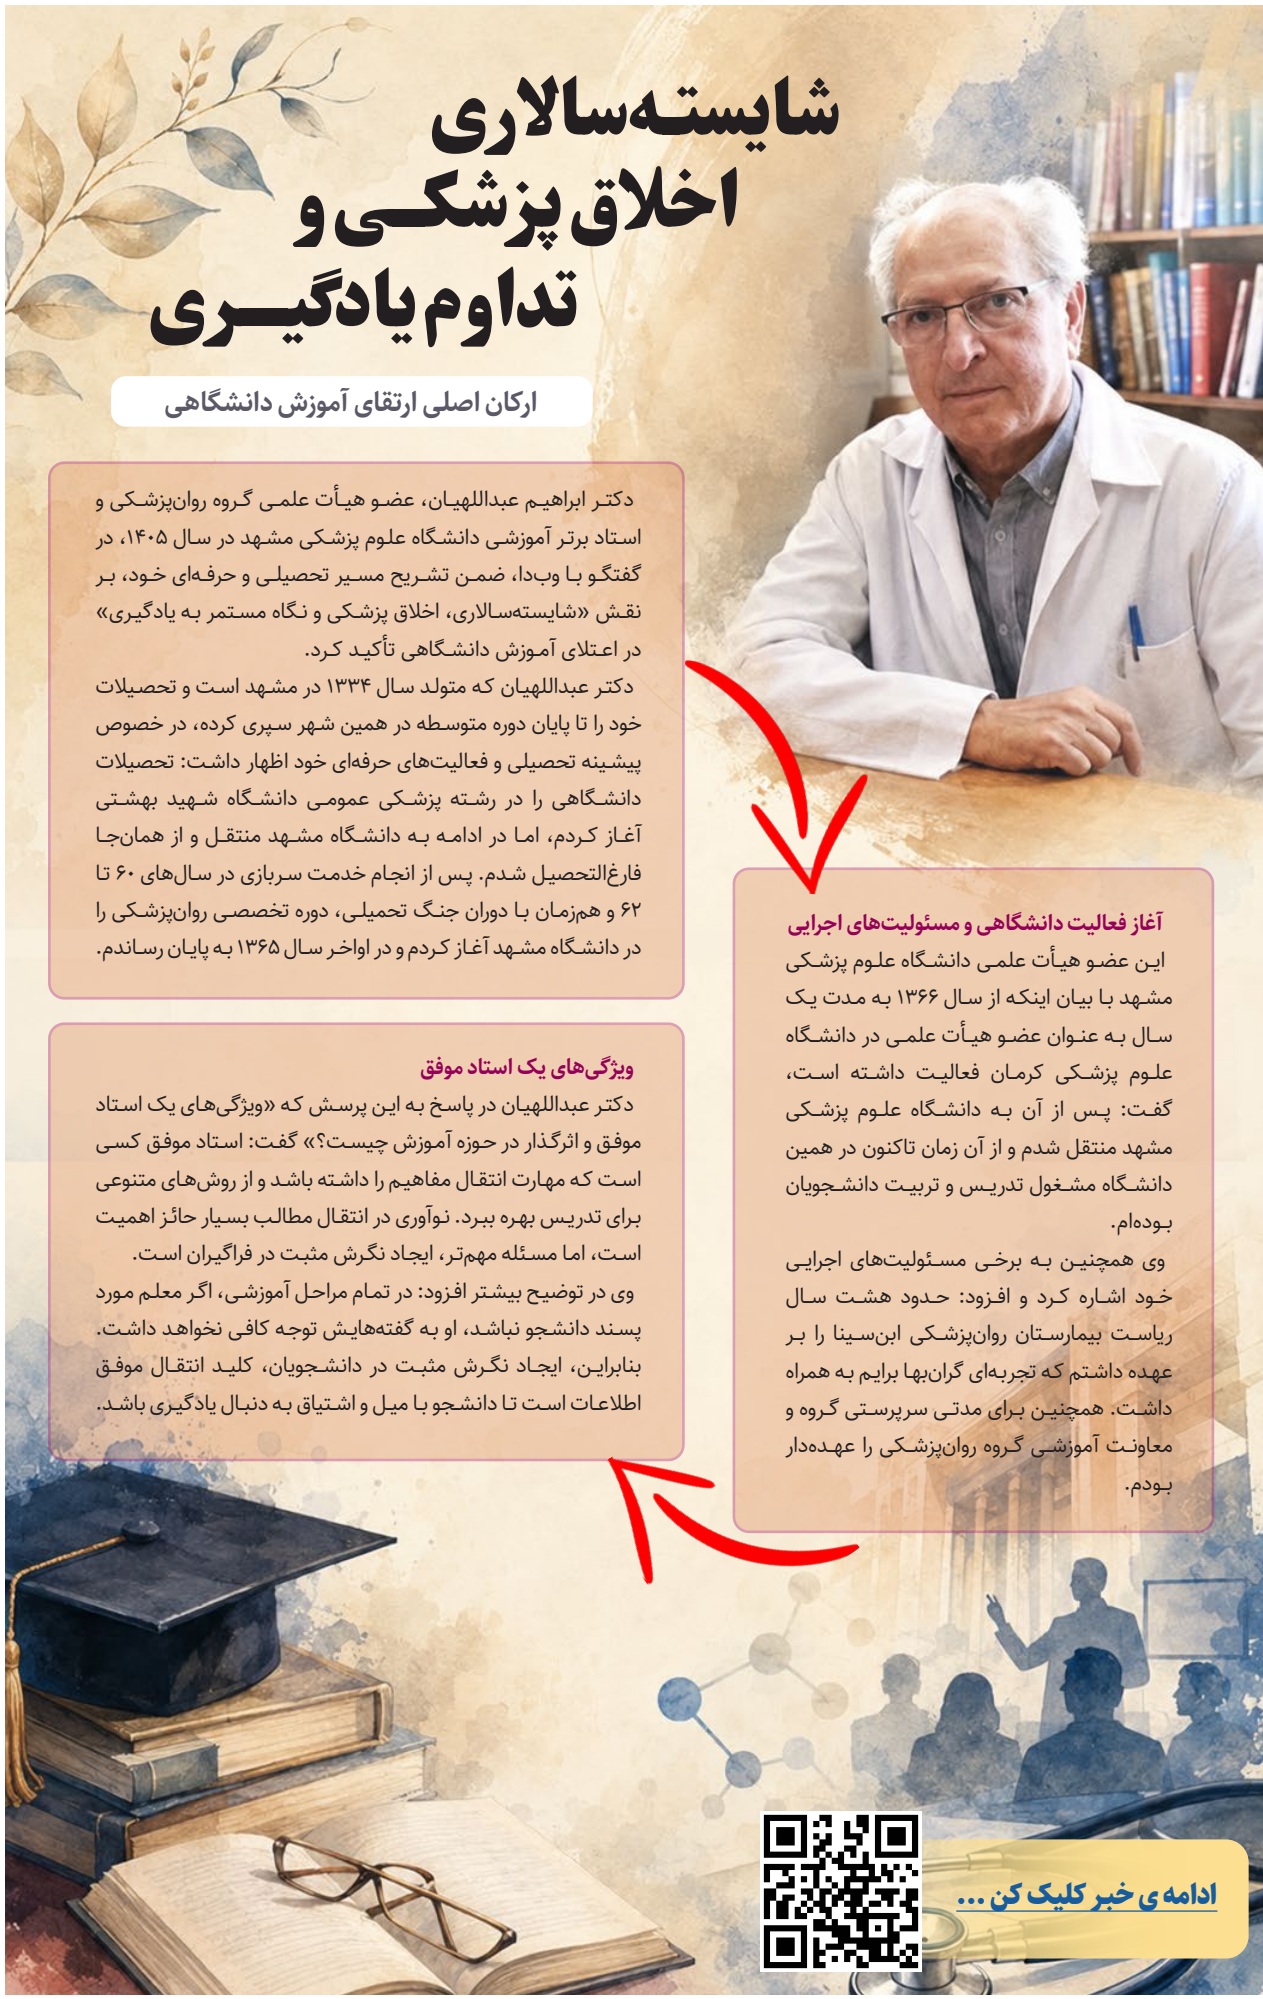 شایسته‌سالاری
اخلاق پزشکی و
تداوم یادگیری
ارکان اصلی ارتقای آموزش دانشگاهی
دکتر ابراهیم عبداللهیان، عضو هیأت علمی گروه روان‌پزشکی و
استاد برتر آموزشی دانشگاه علوم پزشکی مشهد در سال ۱۴۰۵، در
گفتگو با وب‌دا، ضمن تشریح مسیر تحصیلی و حرفه‌ای خود، بر
نقش «شایسته‌سالاری، اخلاق پزشکی و نگاه مستمر به یادگیری»
در اعتلای آموزش دانشگاهی تأکید کرد.
دکتر عبداللهیان که متولد سال ۱۳۳۴ در مشهد است و تحصیلات
خود را تا پایان دوره متوسطه در همین شهر سپری کرده، در خصوص
پیشینه تحصیلی و فعالیت‌های حرفه‌ای خود اظهار داشت: تحصیلات
دانشگاهی را در رشته پزشکی عمومی دانشگاه شهید بهشتی
آغاز کردم، اما در ادامه به دانشگاه مشهد منتقل و از همان‌جا
فارغ‌التحصیل شدم. پس از انجام خدمت سربازی در سال‌های ۶۰ تا
۶۲ و هم‌زمان با دوران جنگ تحمیلی، دوره تخصصی روان‌پزشکی را
در دانشگاه مشهد آغاز کردم و در اواخر سال ۱۳۶۵ به پایان رساندم.
آغاز فعالیت دانشگاهی و مسئولیت‌های اجرایی
این عضو هیأت علمی دانشگاه علوم پزشکی
مشهد با بیان اینکه از سال ۱۳۶۶ به مدت یک
سال به عنوان عضو هیأت علمی در دانشگاه
علوم پزشکی کرمان فعالیت داشته است،
گفت: پس از آن به دانشگاه علوم پزشکی
مشهد منتقل شدم و از آن زمان تاکنون در همین
دانشگاه مشغول تدریس و تربیت دانشجویان
بوده‌ام.
وی همچنین به برخی مسئولیت‌های اجرایی
خود اشاره کرد و افزود: حدود هشت سال
ریاست بیمارستان روان‌پزشکی ابن‌سینا را بر
عهده داشتم که تجربه‌ای گران‌بها برایم به همراه
داشت. همچنین برای مدتی سرپرستی گروه و
معاونت آموزشی گروه روان‌پزشکی را عهده‌دار
بودم.
ویژگی‌های یک استاد موفق
دکتر عبداللهیان در پاسخ به این پرسش که «ویژگی‌های یک استاد
موفق و اثرگذار در حوزه آموزش چیست؟» گفت: استاد موفق کسی
است که مهارت انتقال مفاهیم را داشته باشد و از روش‌های متنوعی
برای تدریس بهره ببرد. نوآوری در انتقال مطالب بسیار حائز اهمیت
است، اما مسئله مهم‌تر، ایجاد نگرش مثبت در فراگیران است.
وی در توضیح بیشتر افزود: در تمام مراحل آموزشی، اگر معلم مورد
پسند دانشجو نباشد، او به گفته‌هایش توجه کافی نخواهد داشت.
بنابراین، ایجاد نگرش مثبت در دانشجویان، کلید انتقال موفق
اطلاعات است تا دانشجو با میل و اشتیاق به دنبال یادگیری باشد.
ادامه ی خبر کلیک کن ...